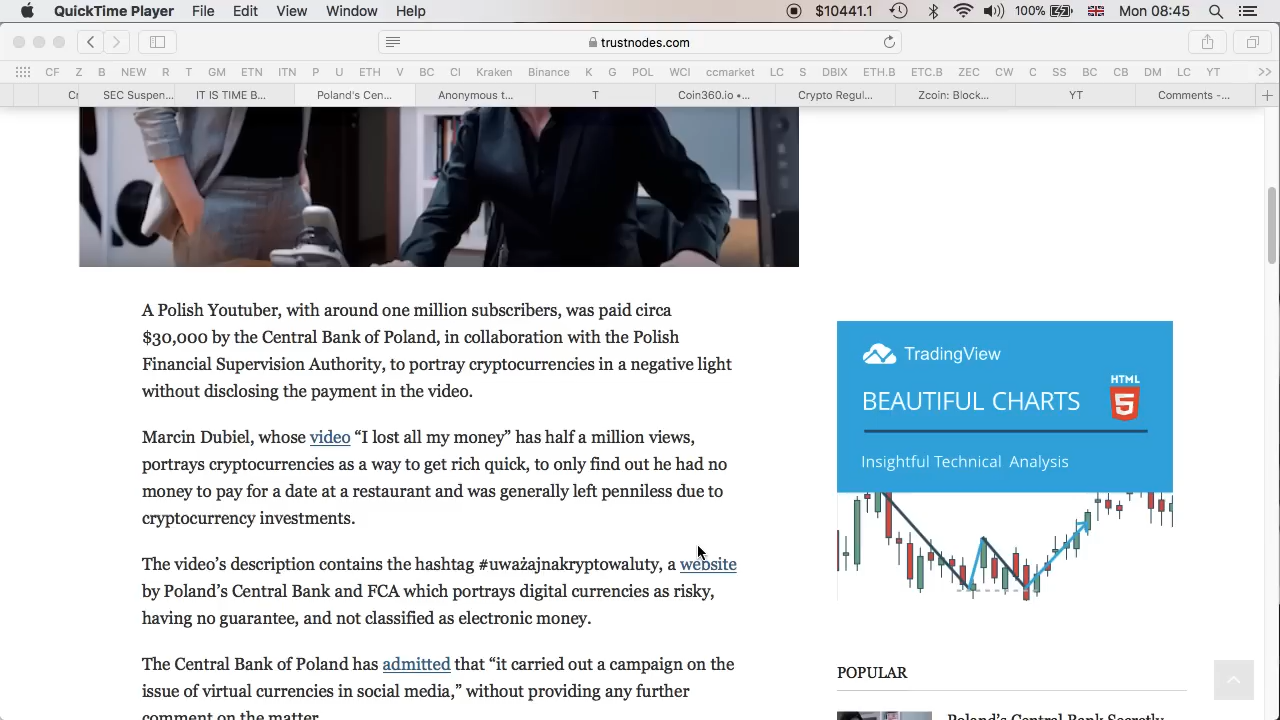 QuickTime Player File Edit View Window Help $10441.1 100% Mon 08:45
trustnodes.com
CF Z B NEW R T GM ETN ITN P U ETH V BC CI Kraken Binance K G POL WCI ccmarket LC S DBIX ETH.B ETC.B ZEC CW C SS BC CB DM LC YT
Cr SEC Suspen... IT IS TIME B... Poland's Cen... Anonymous t... T Coin360.io •... Crypto Regul... Zcoin: Block... YT Comments -...
A Polish Youtuber, with around one million subscribers, was paid circa
$30,000 by the Central Bank of Poland, in collaboration with the Polish
Financial Supervision Authority, to portray cryptocurrencies in a negative light
without disclosing the payment in the video.
Marcin Dubiel, whose video “I lost all my money” has half a million views,
portrays cryptocurrencies as a way to get rich quick, to only find out he had no
money to pay for a date at a restaurant and was generally left penniless due to
cryptocurrency investments.
The video’s description contains the hashtag #uważajnakryptowaluty, a website
by Poland’s Central Bank and FCA which portrays digital currencies as risky,
having no guarantee, and not classified as electronic money.
The Central Bank of Poland has admitted that “it carried out a campaign on the
issue of virtual currencies in social media,” without providing any further
comment on the matter.
TradingView
BEAUTIFUL CHARTS
HTML
5
Insightful Technical Analysis
POPULAR
Poland's Central Bank Secretly